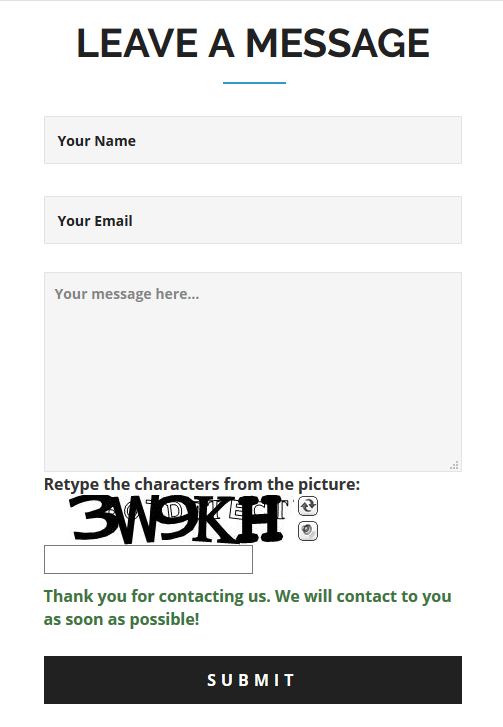 LEAVE A MESSAGE
Your Name
Your Email
Your message here...
Retype the characters from the picture:
3W9KH
Thank you for contacting us. We will contact to you
as soon as possible!
SUBMIT